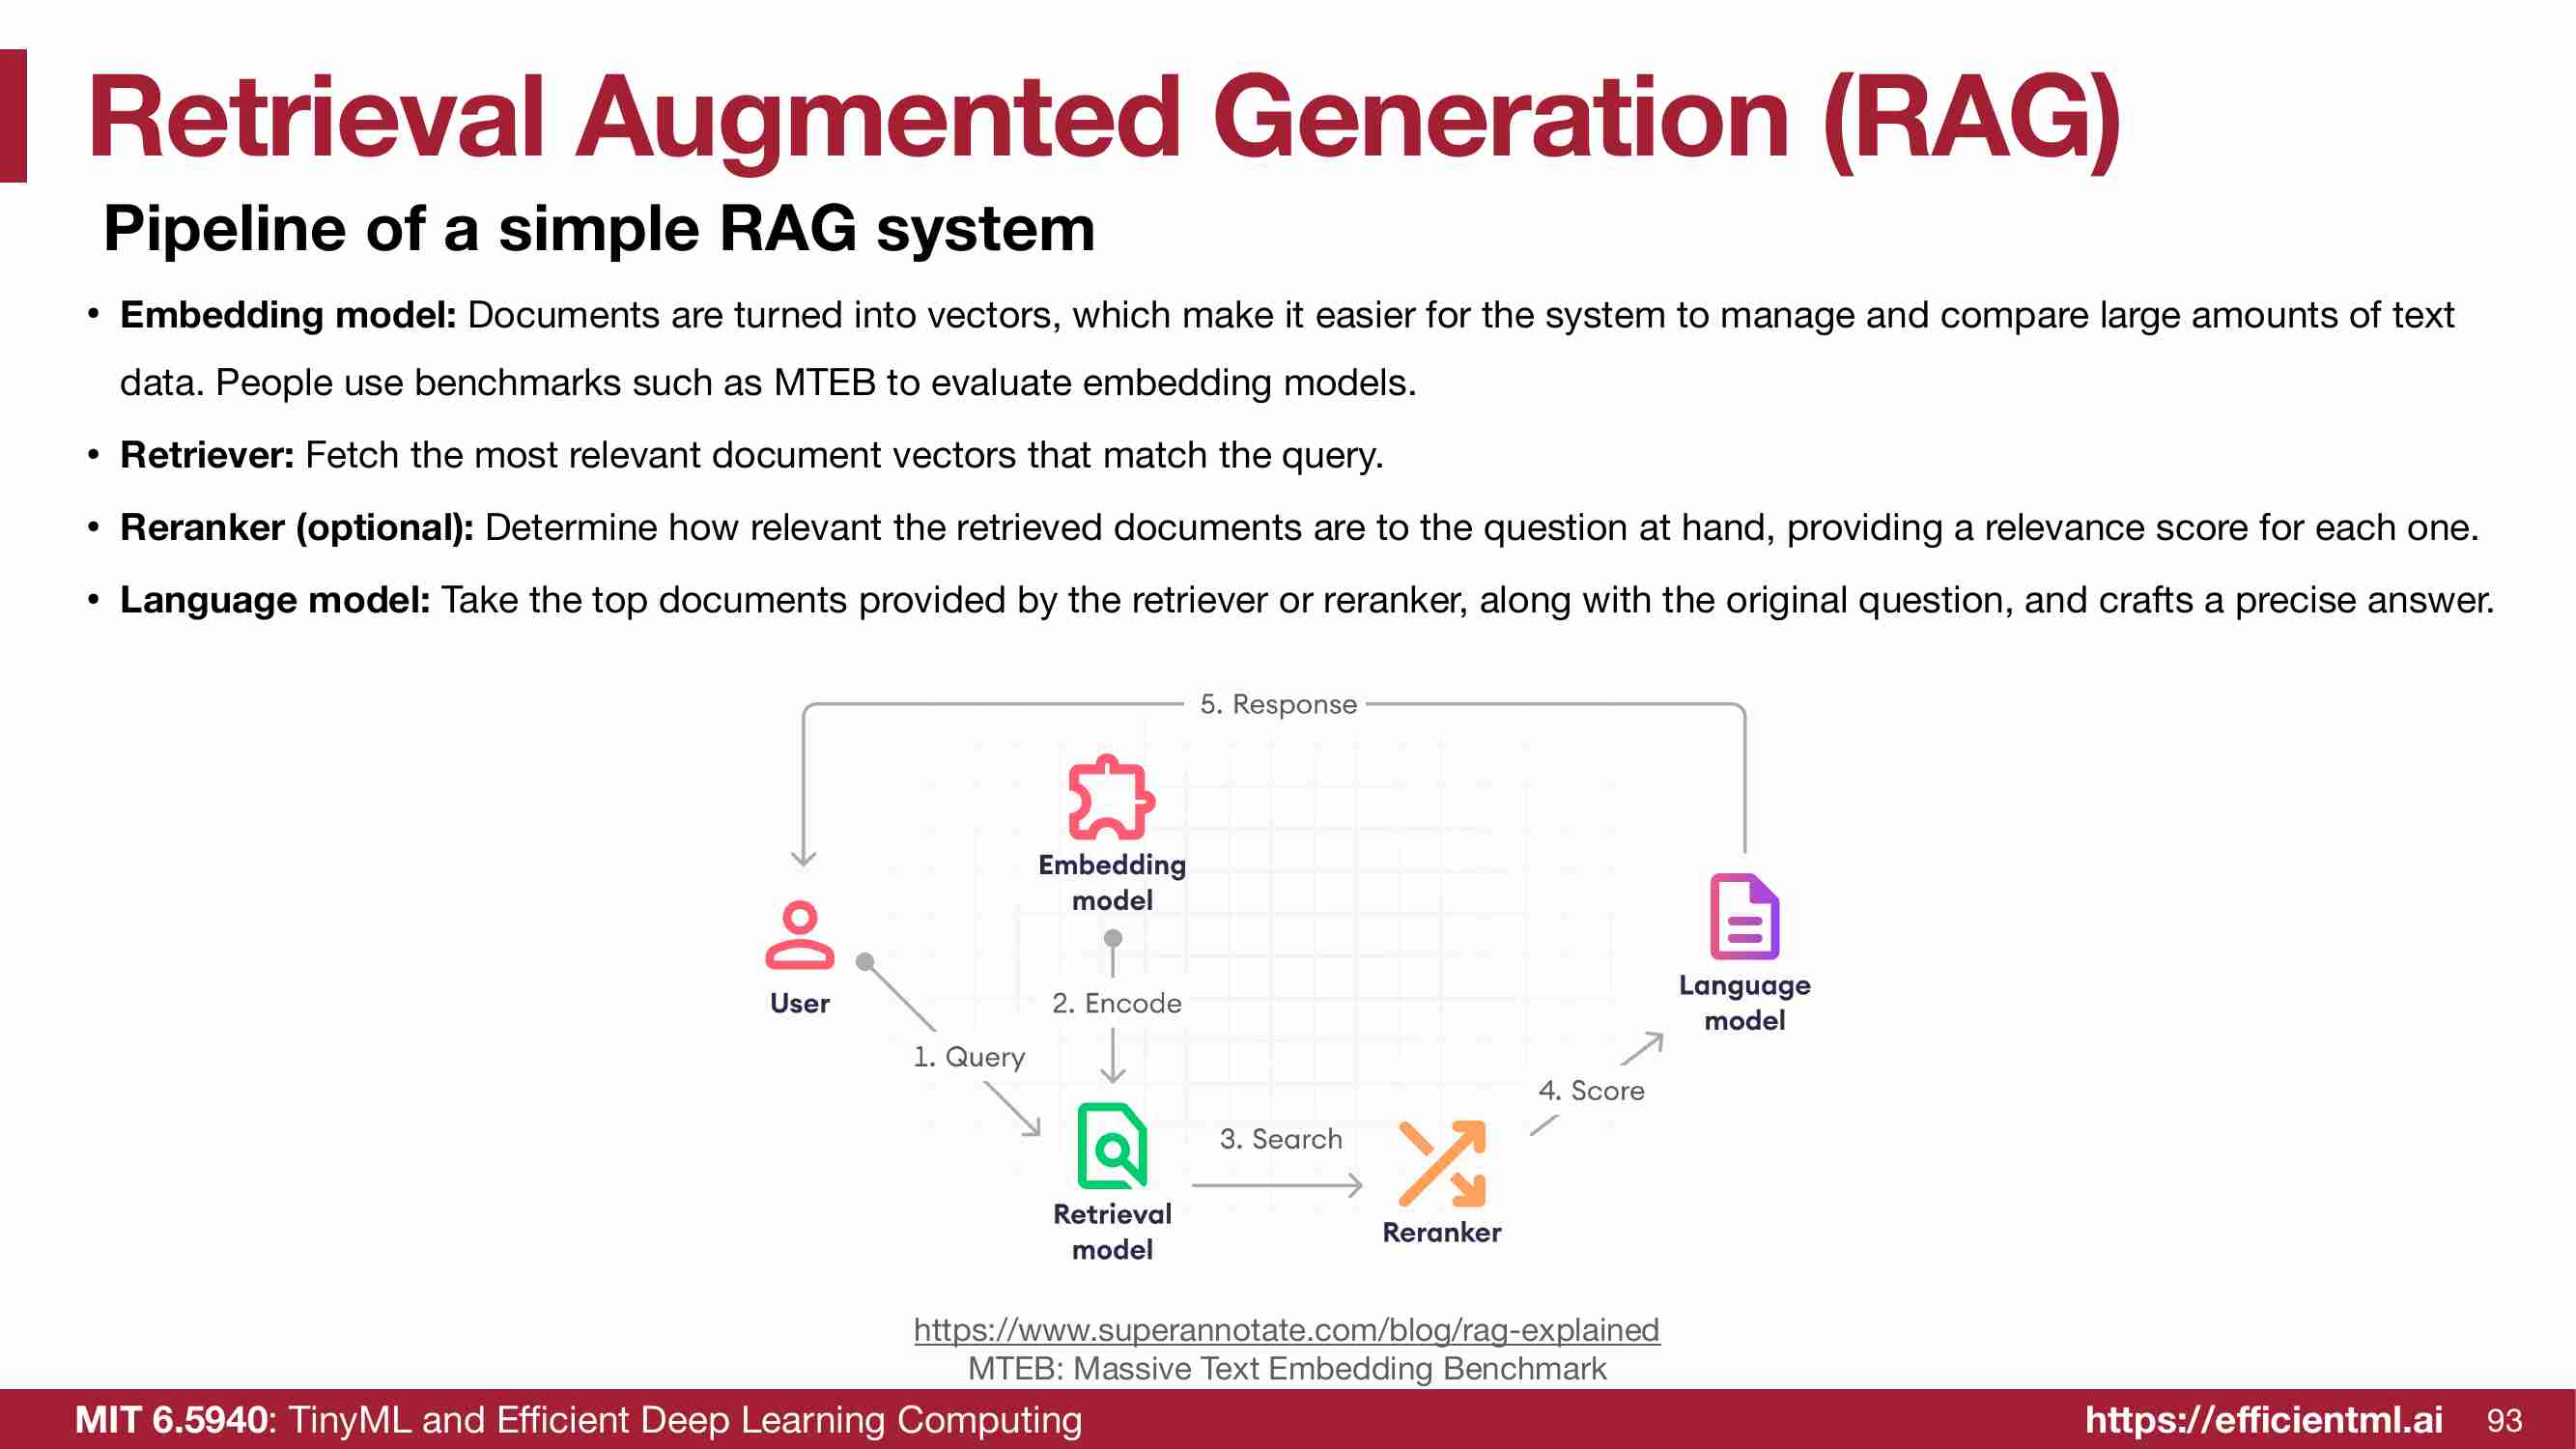 Retrieval Augmented Generation (RAG)
Pipeline of a simple RAG system
• Embedding model: Documents are turned into vectors, which make it easier for the system to manage and compare large amounts of text
data. People use benchmarks such as MTEB to evaluate embedding models.
• Retriever: Fetch the most relevant document vectors that match the query.
• Reranker (optional): Determine how relevant the retrieved documents are to the question at hand, providing a relevance score for each one.
• Language model: Take the top documents provided by the retriever or reranker, along with the original question, and crafts a precise answer.
5. Response
Embedding
model
User
2. Encode
1. Query
Language
model
4. Score
3. Search
Retrieval
model
Reranker
https://www.superannotate.com/blog/rag-explained
MTEB: Massive Text Embedding Benchmark
MIT 6.5940: TinyML and Efficient Deep Learning Computing
https://efficientml.ai
93